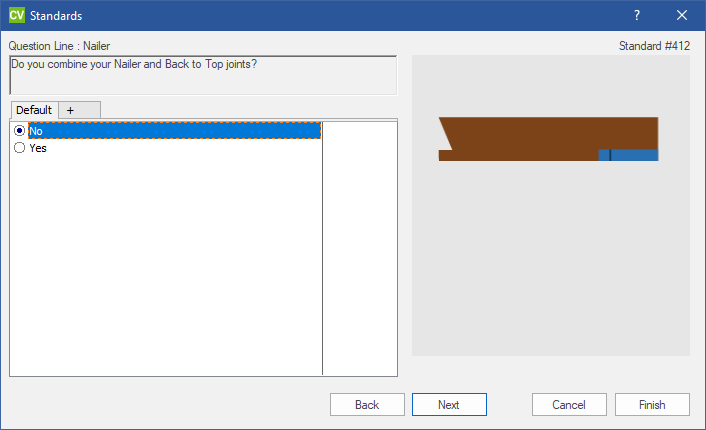 CV Standards ?
Question Line : Nailer Standard #412
Do you combine your Nailer and Back to Top joints?
Default +
No
Yes
Back Next Cancel Finish